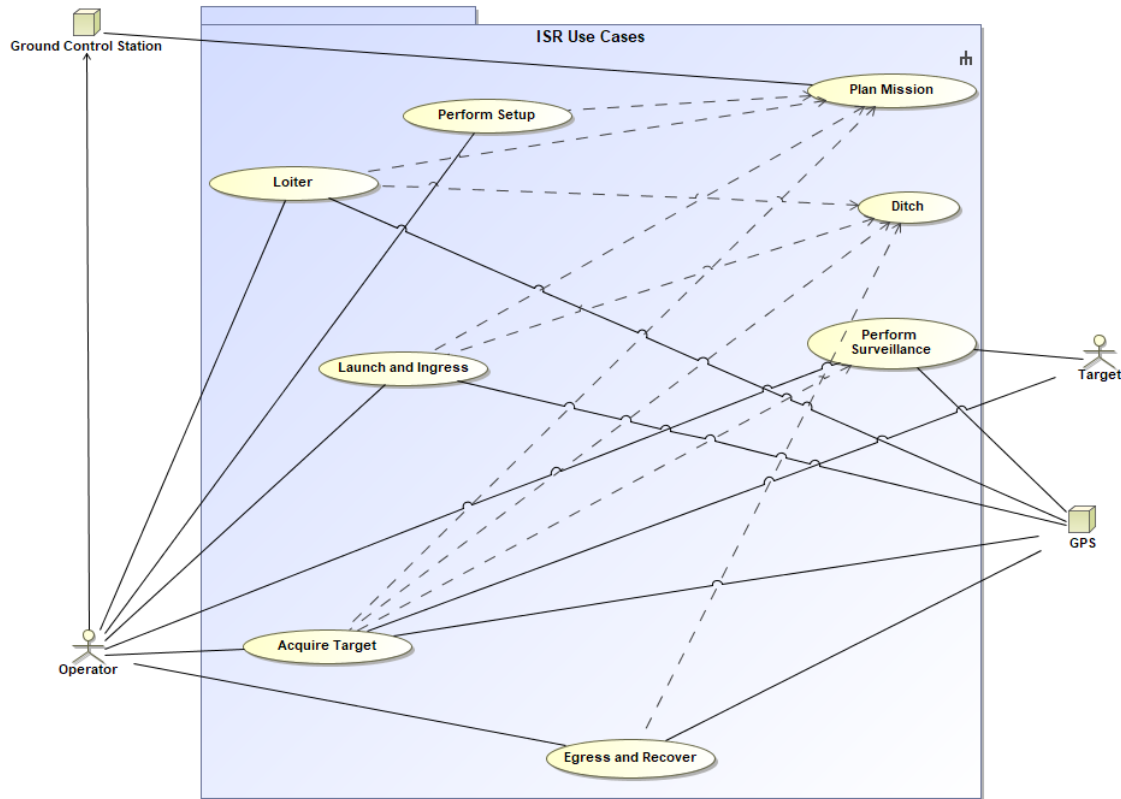 ISR Use Cases
Ground Control Station
Plan Mission
Perform Setup
Loiter
Ditch
Perform
Surveillance
Launch and Ingress
Target
GPS
Acquire Target
Operator
Egress and Recover